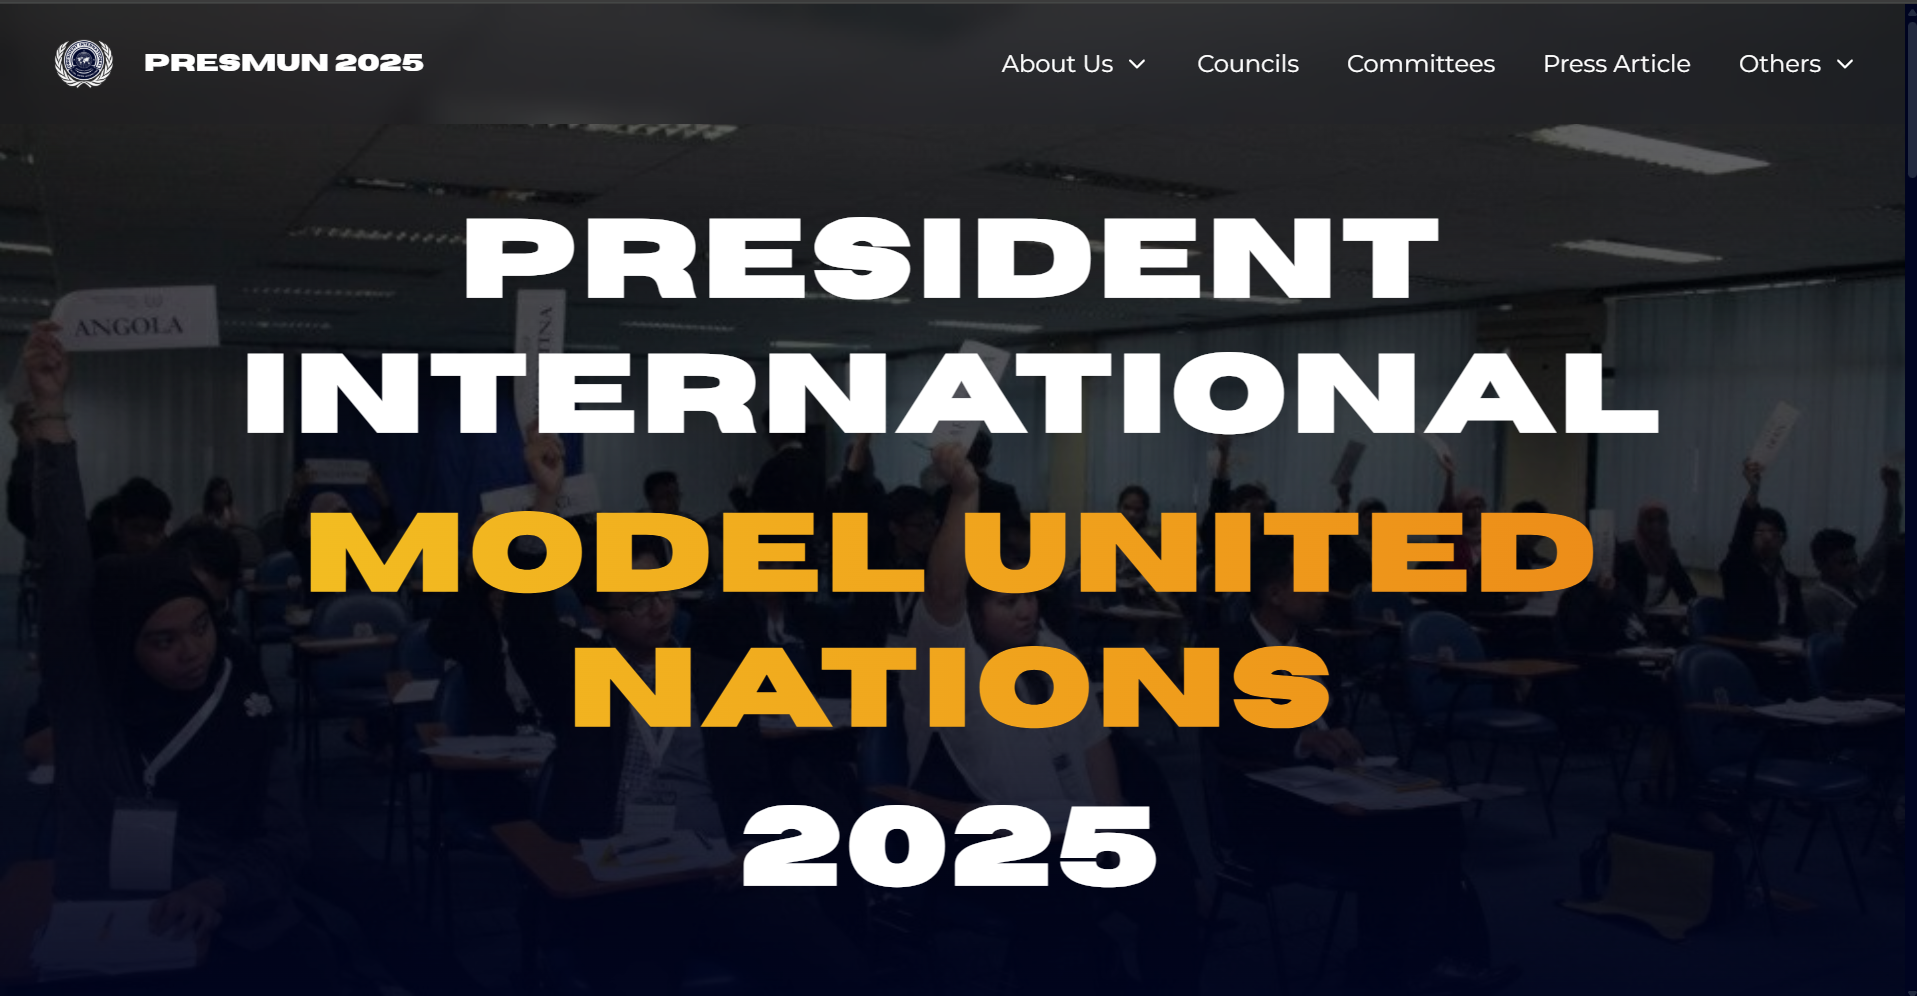 PRESMUN 2025
About Us
Councils
Committees
Press Article
Others
PRESIDENT
INTERNATIONAL
MODEL UNITED
NATIONS
2025
ANGOLA